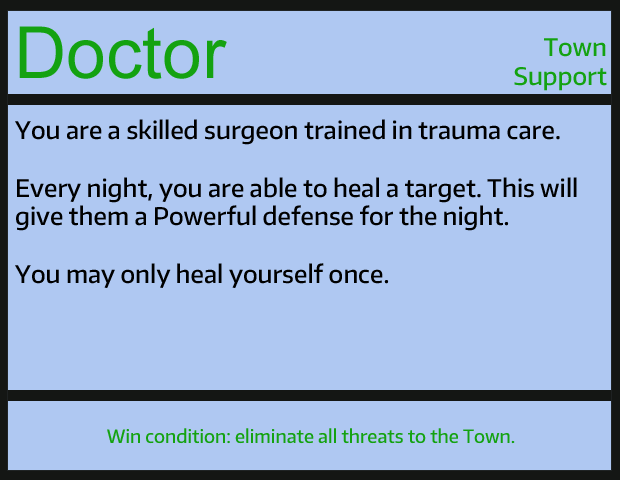 Doctor
Town
Support
You are a skilled surgeon trained in trauma care.
Every night, you are able to heal a target. This will
give them a Powerful defense for the night.
You may only heal yourself once.
Win condition: eliminate all threats to the Town.